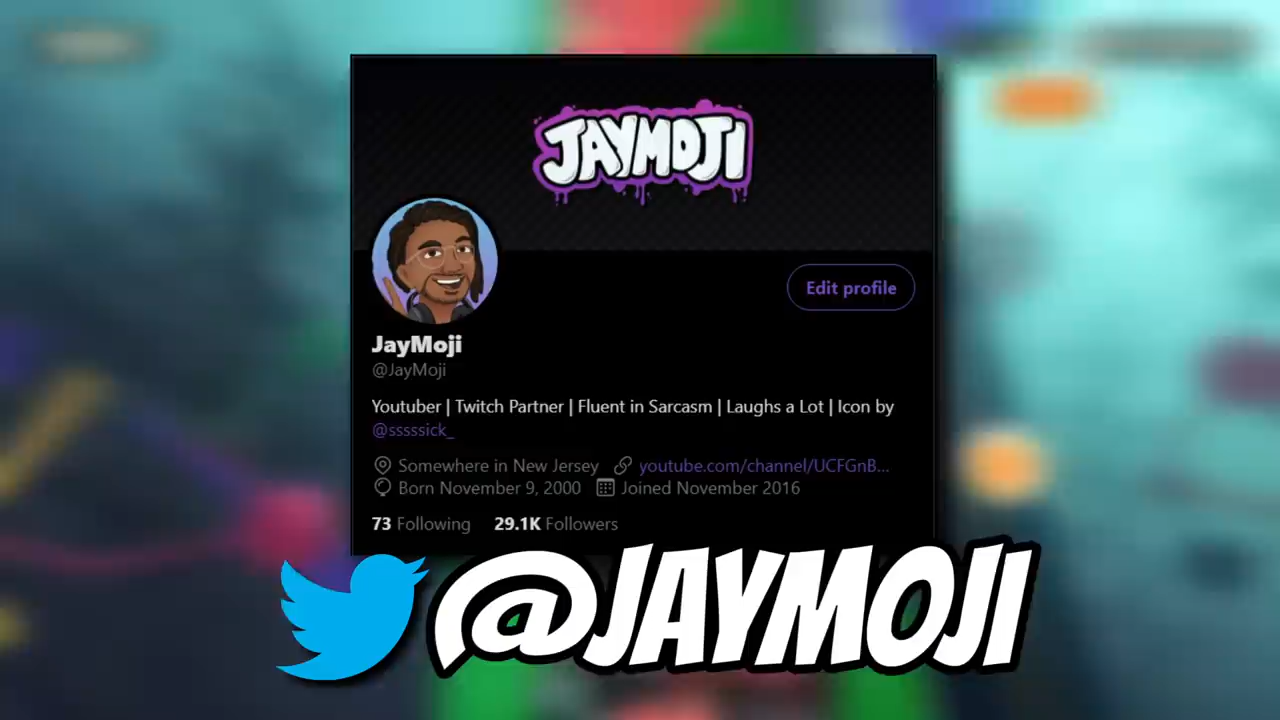 JAYMOJI
Edit profile
JayMoji
@JayMoji
Youtuber | Twitch Partner | Fluent in Sarcasm | Laughs a Lot | Icon by
@sssssick_
Somewhere in New Jersey youtube.com/channel/UCFGnB...
Born November 9, 2000 Joined November 2016
73 Following 29.1K Followers
@JAYMOJI